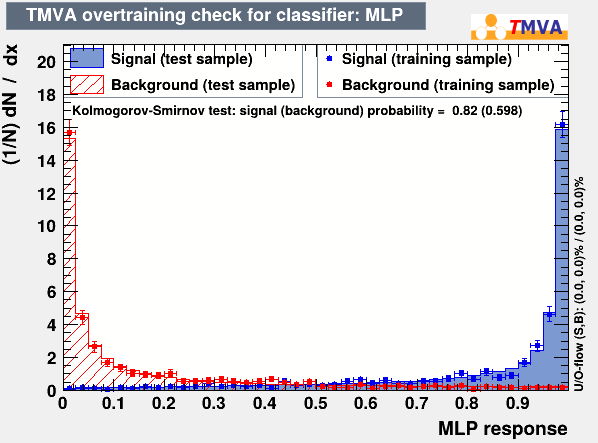 TMVA overtraining check for classifier: MLP
TMVA
(1/N) dN / dx
Signal (test sample)
Background (test sample)
Signal (training sample)
Background (training sample)
Kolmogorov-Smirnov test: signal (background) probability = 0.82 (0.598)
20
18
16
14
12
10
8
6
4
2
0
0 0.1 0.2 0.3 0.4 0.5 0.6 0.7 0.8 0.9
MLP response
U/O-flow (S,B): (0.0, 0.0)% / (0.0, 0.0)%